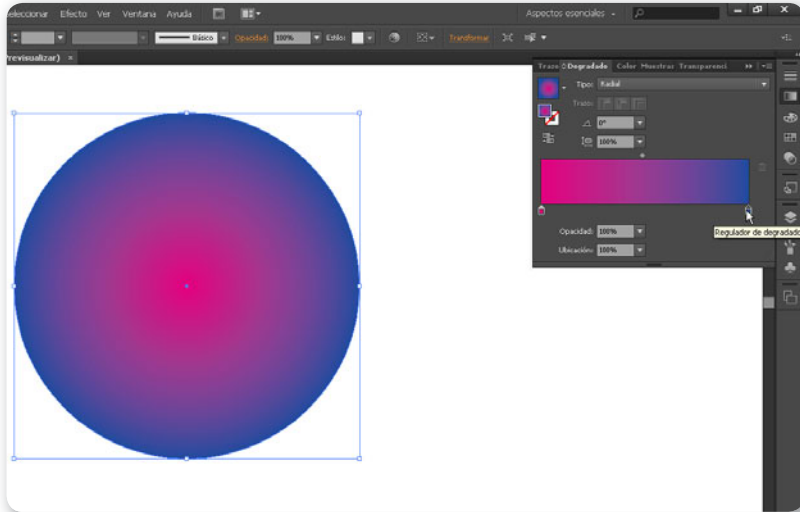 eleccionar Efecto Ver Ventana Ayuda Aspectos esenciales
Básico Opacidad: 100% Estilo: Transformar
revisualizar) ×
Trazo Degradado Color Muestras Transparenci
Tipo: Radial
Trazo:
0°
100%
Opacidad: 100%
Regulador de degradado
Ubicación: 100%